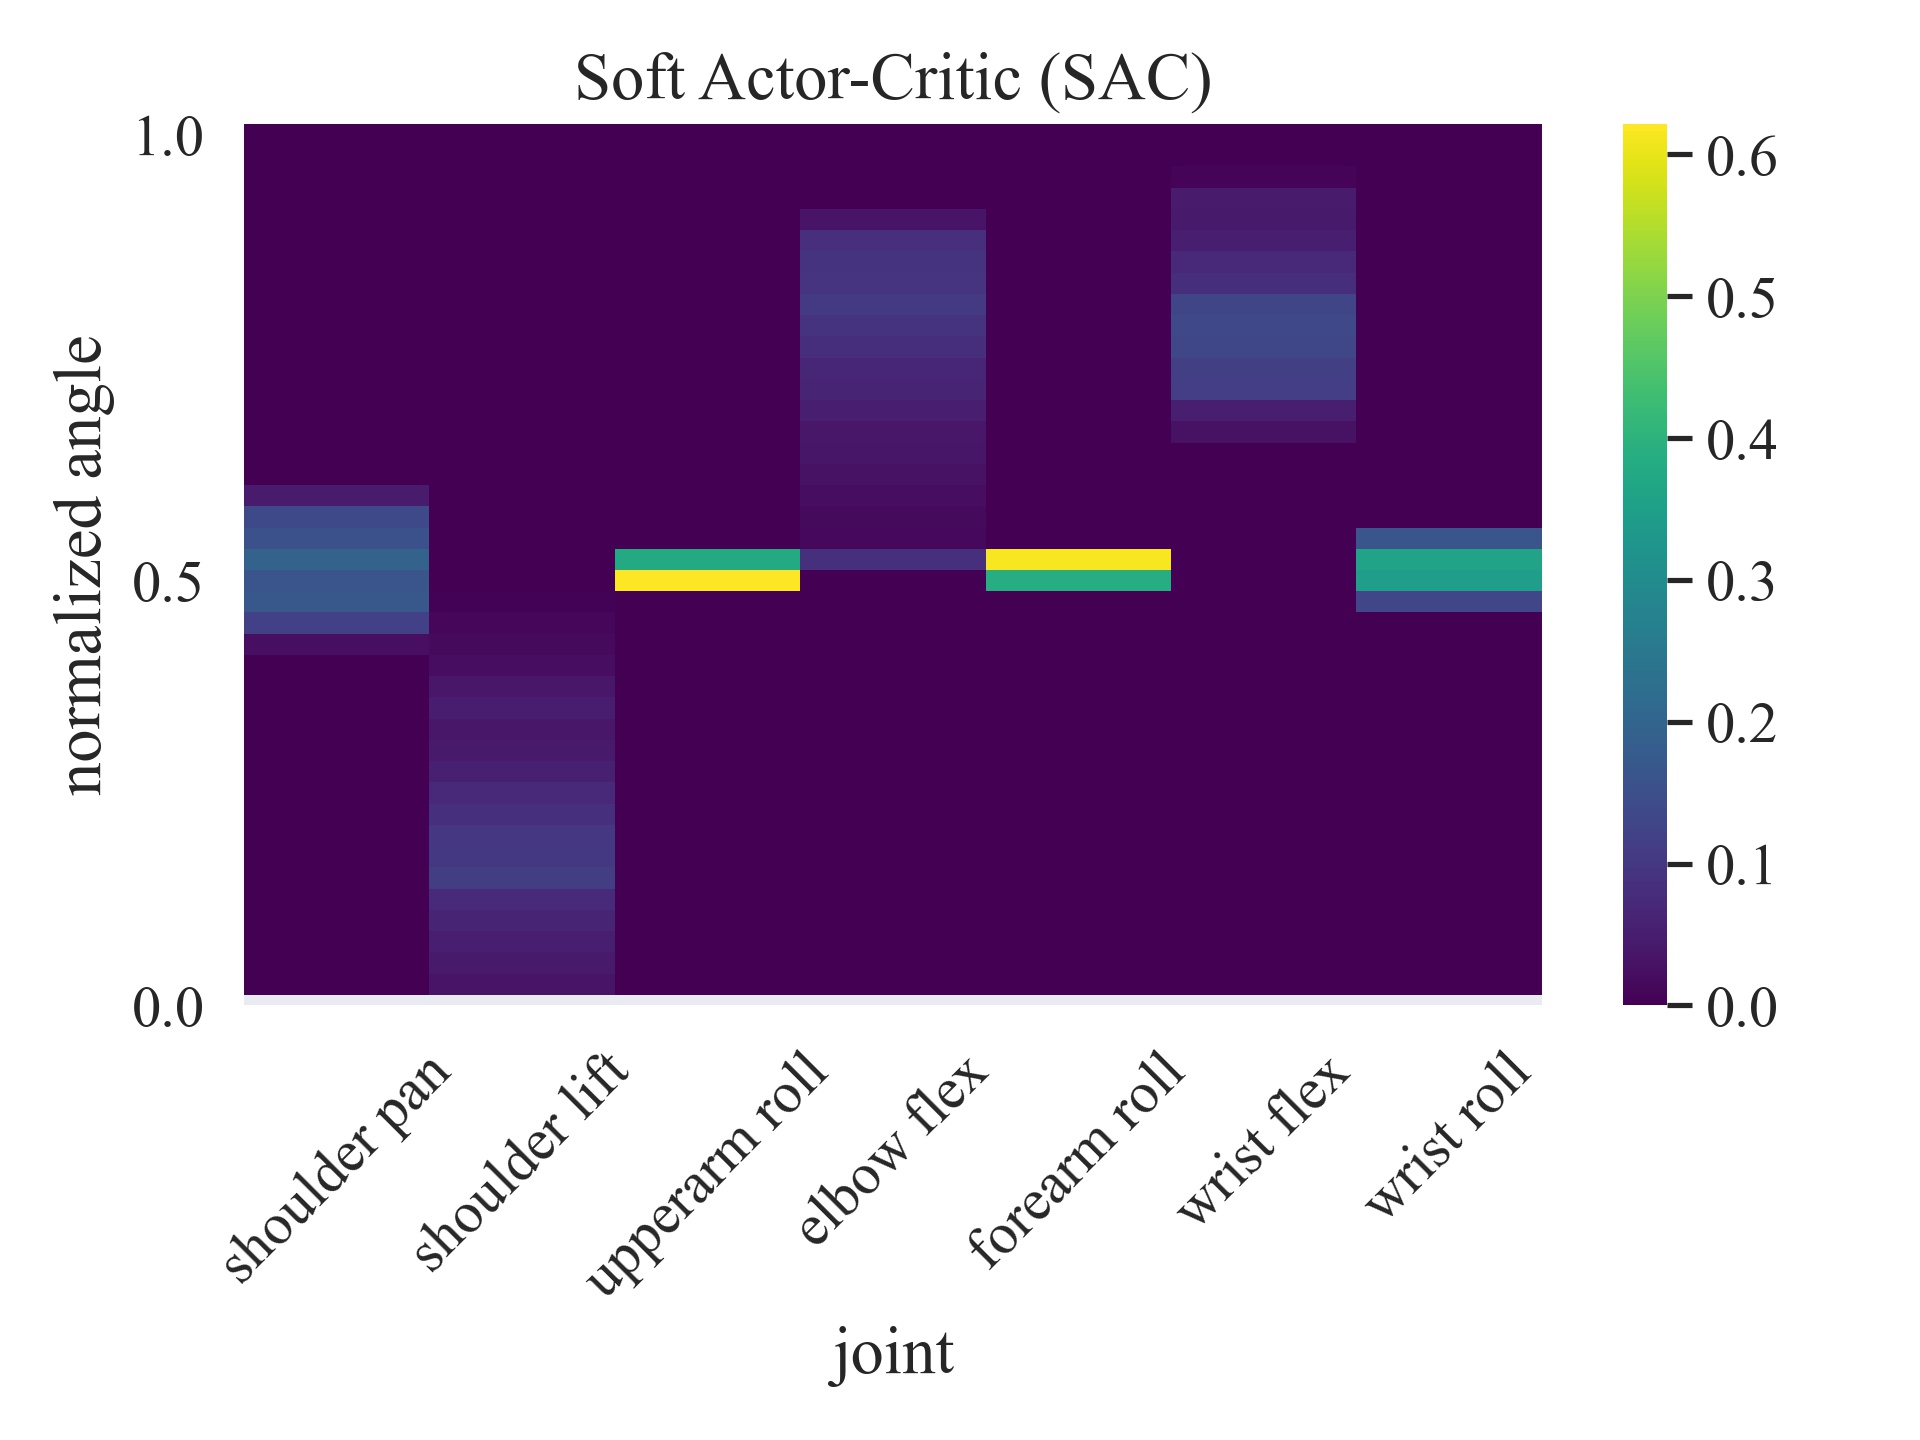 Soft Actor-Critic (SAC)
1.0
0.5
0.0
normalized angle
shoulder pan
shoulder lift
upperarm roll
elbow flex
forearm roll
wrist flex
wrist roll
joint
0.6
0.5
0.4
0.3
0.2
0.1
0.0